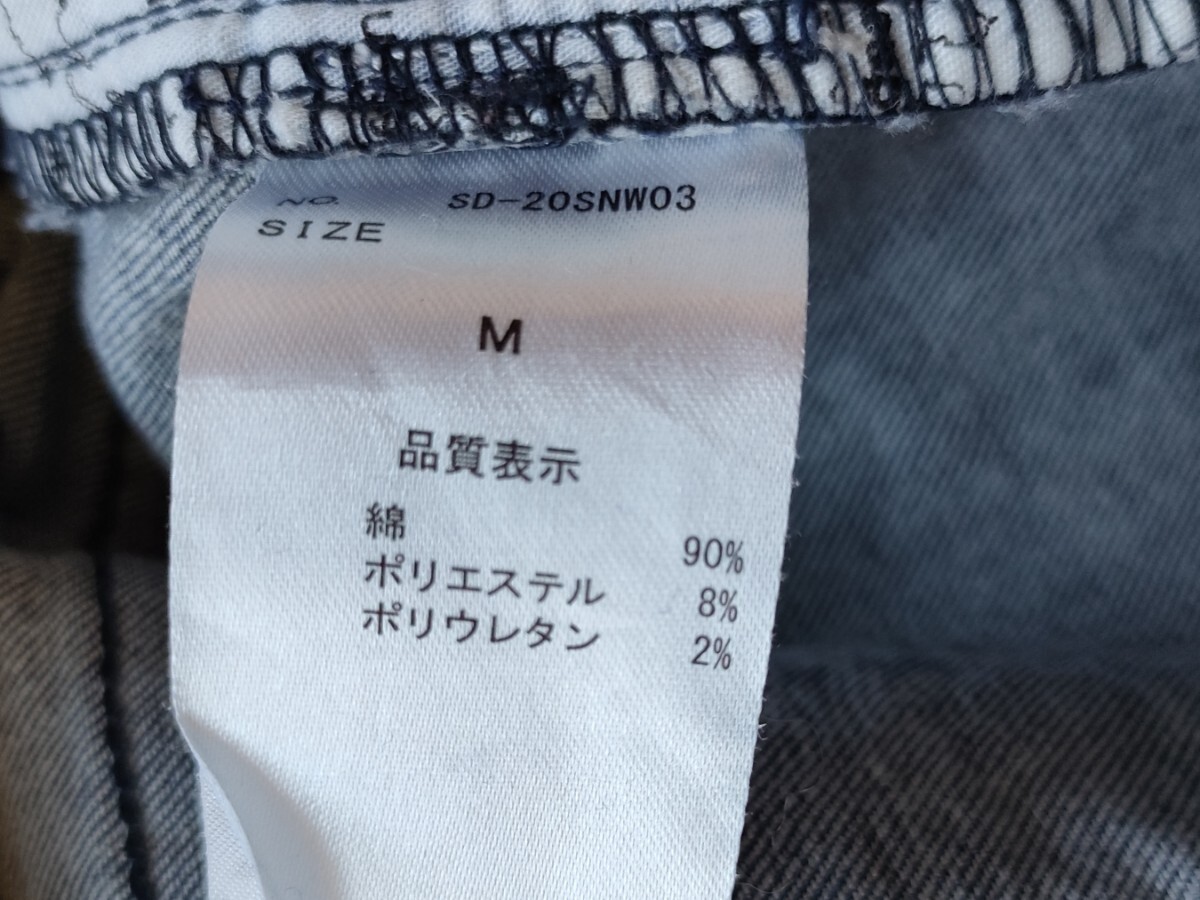 NO. SD-20SNW03
SIZE
M
品質表示
綿 90%
ポリエステル 8%
ポリウレタン 2%